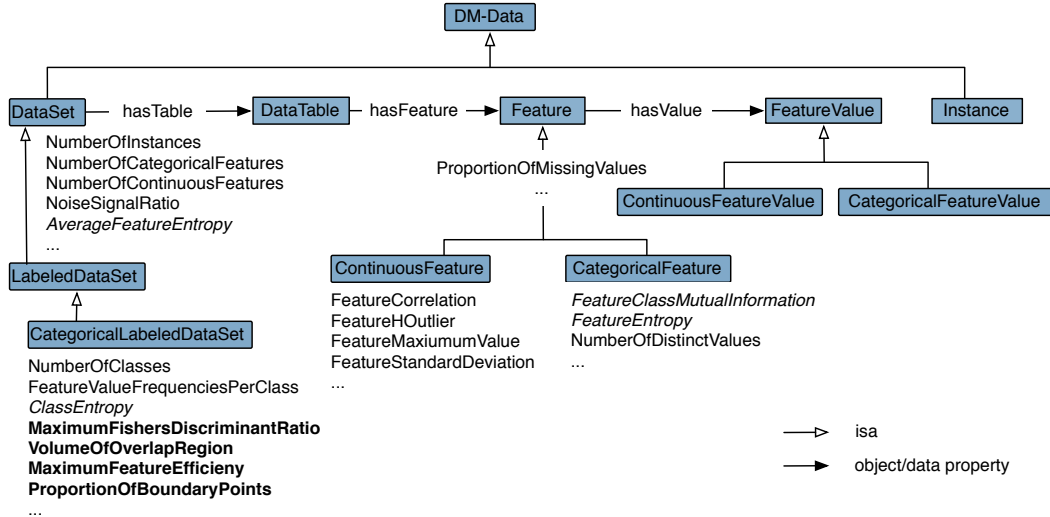 DM-Data
DataSet
hasTable
DataTable
hasFeature
Feature
hasValue
FeatureValue
Instance
NumberOfInstances
NumberOfCategoricalFeatures
NumberOfContinuousFeatures
NoiseSignalRatio
AverageFeatureEntropy
...
ProportionOfMissingValues
...
ContinuousFeatureValue
CategoricalFeatureValue
LabeledDataSet
CategoricalLabeledDataSet
NumberOfClasses
FeatureValueFrequenciesPerClass
ClassEntropy
MaximumFishersDiscriminantRatio
VolumeOfOverlapRegion
MaximumFeatureEfficieny
ProportionOfBoundaryPoints
...
ContinuousFeature
FeatureCorrelation
FeatureHOutlier
FeatureMaxiumumValue
FeatureStandardDeviation
...
CategoricalFeature
FeatureClassMutualInformation
FeatureEntropy
NumberOfDistinctValues
...
isa
object/data property